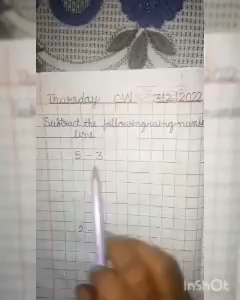 Thursday CW 3|2|2022
Subtract the following using number
line
5 - 3
2 -
InShOt